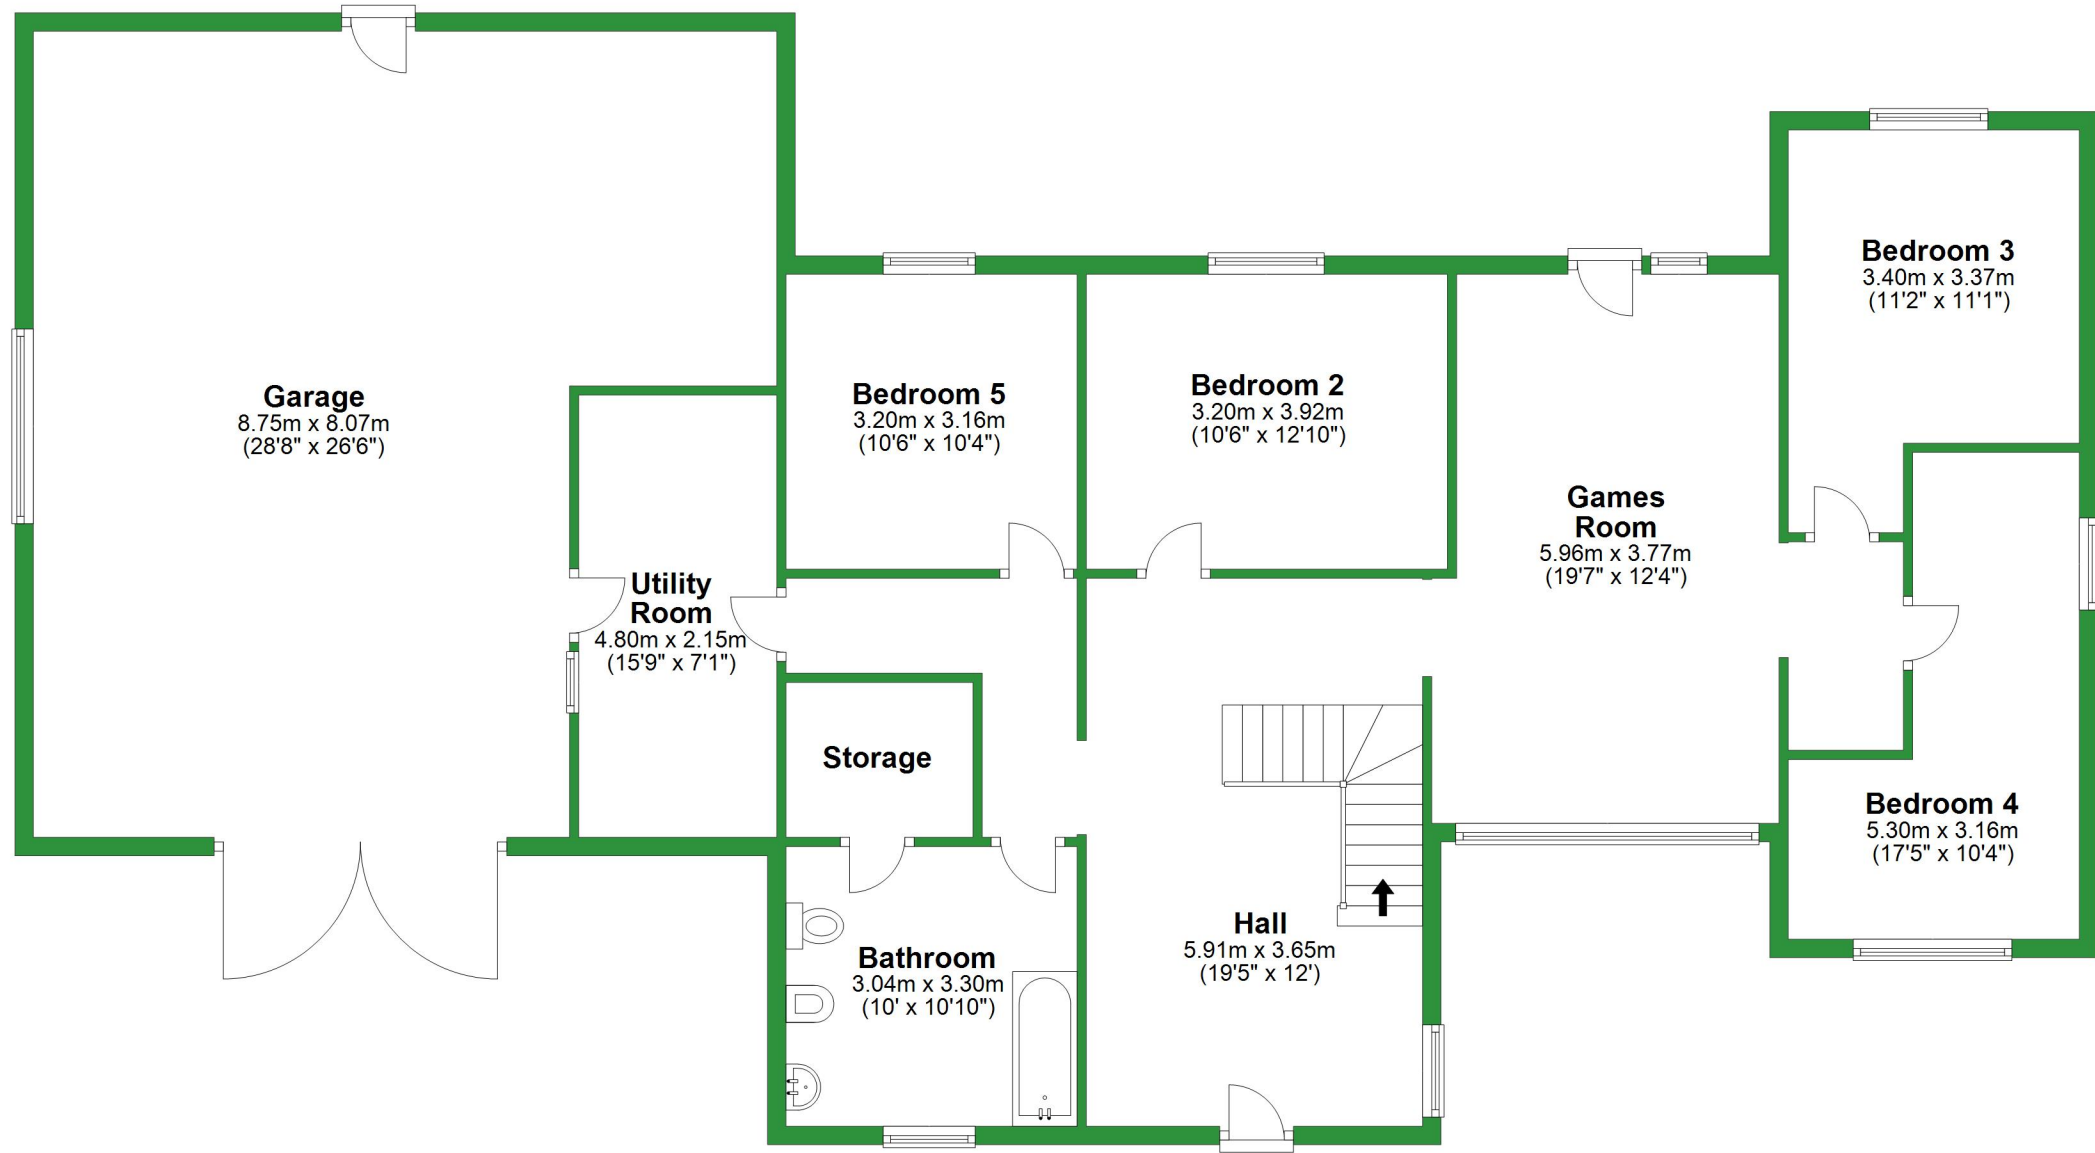 Garage
8.75m x 8.07m
(28'8" x 26'6")
Utility
Room
4.80m x 2.15m
(15'9" x 7'1")
Bedroom 5
3.20m x 3.16m
(10'6" x 10'4")
Bedroom 2
3.20m x 3.92m
(10'6" x 12'10")
Games
Room
5.96m x 3.77m
(19'7" x 12'4")
Bedroom 3
3.40m x 3.37m
(11'2" x 11'1")
Storage
Bathroom
3.04m x 3.30m
(10' x 10'10")
Hall
5.91m x 3.65m
(19'5" x 12')
Bedroom 4
5.30m x 3.16m
(17'5" x 10'4")